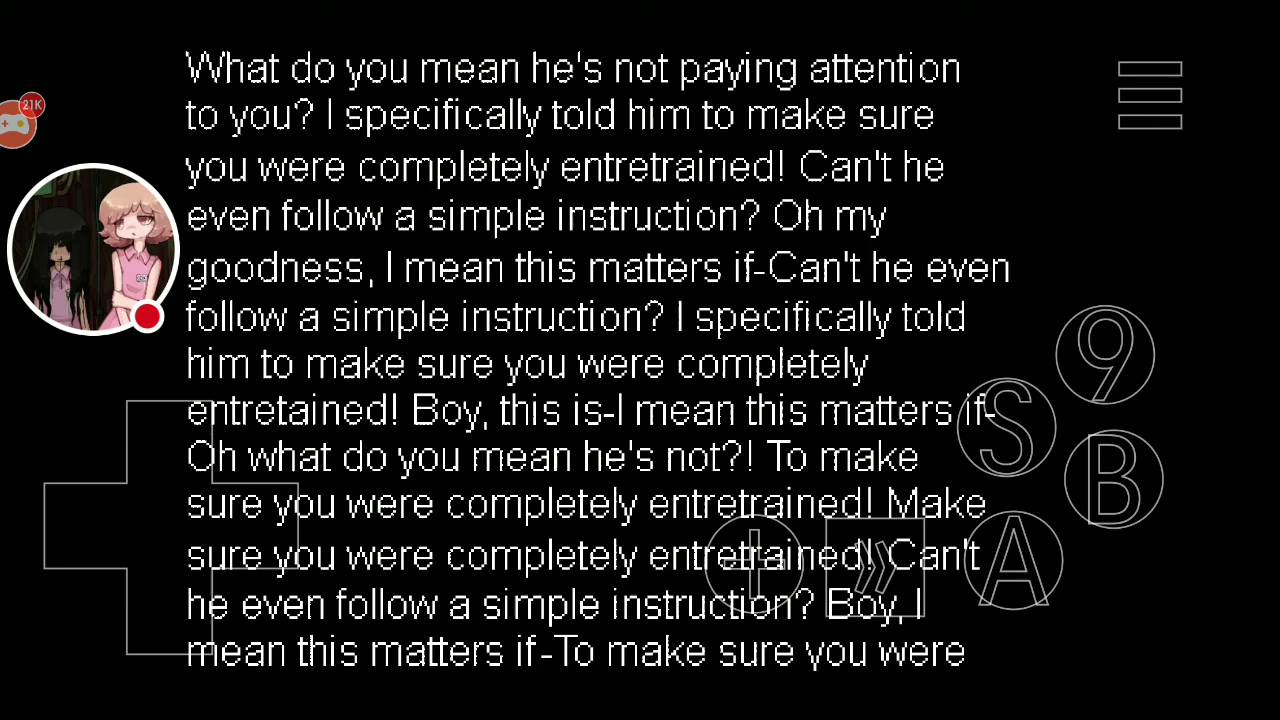 What do you mean he's not paying attention
to you? I specifically told him to make sure
you were completely entretrained! Can't he
even follow a simple instruction? Oh my
goodness, I mean this matters if-Can't he even
follow a simple instruction? I specifically told
him to make sure you were completely
entretained! Boy, this is-I mean this matters if-
Oh what do you mean he's not?! To make
sure you were completely entretrained! Make
sure you were completely entretrained! Can't
he even follow a simple instruction? Boy, I
mean this matters if-To make sure you were
21K
9
S
B
A